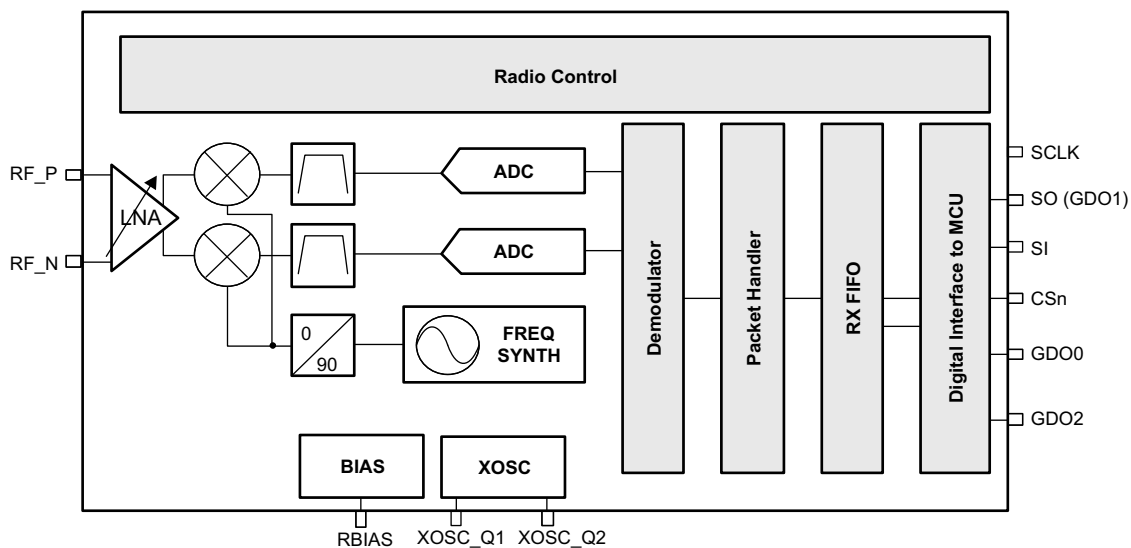 Radio Control
RF_P
LNA
RF_N
ADC
ADC
0
90
FREQ
SYNTH
BIAS
XOSC
Demodulator
Packet Handler
RX FIFO
Digital Interface to MCU
SCLK
SO (GDO1)
SI
CSn
GDO0
GDO2
RBIAS
XOSC_Q1
XOSC_Q2